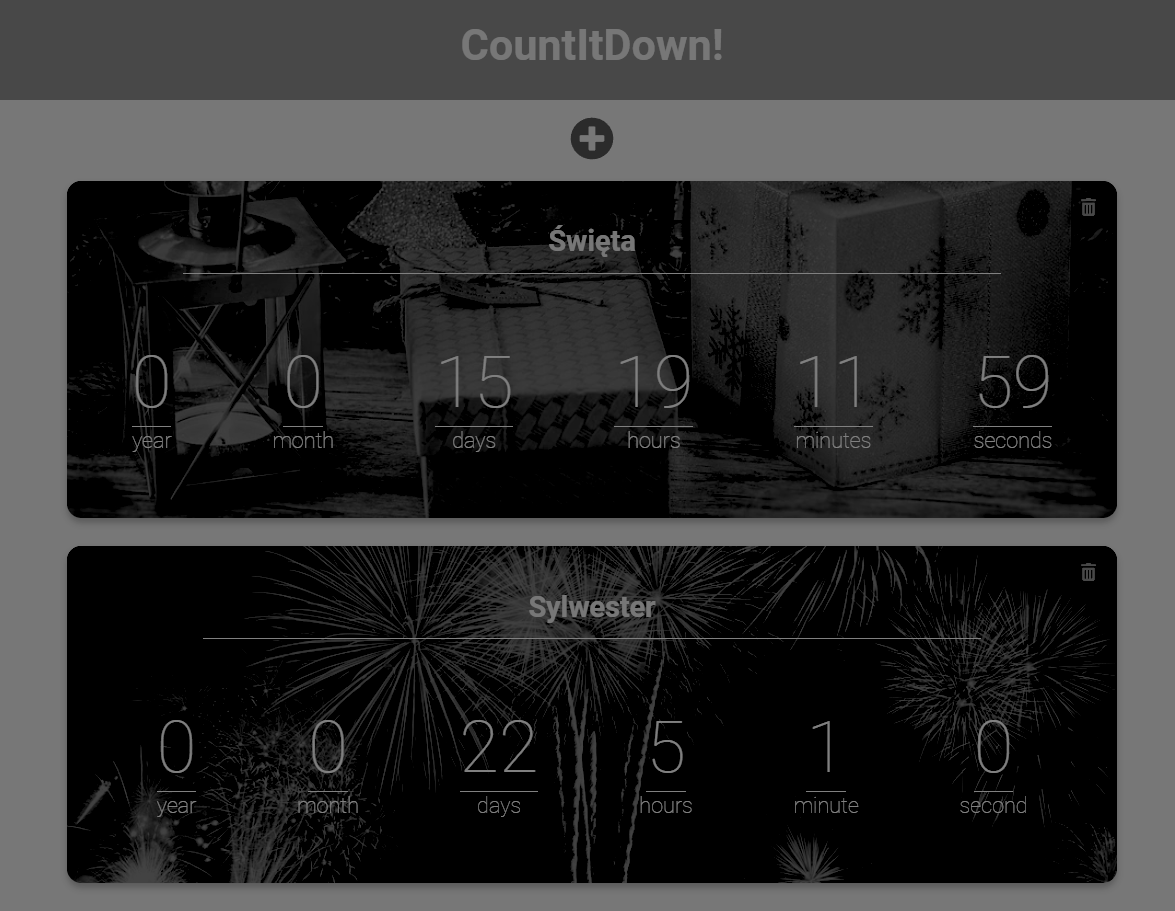 CountItDown!
Święta
0 0 15 19 11 59
year month days hours minutes seconds
Sylwester
0 0 22 5 1 0
year month days hours minute second